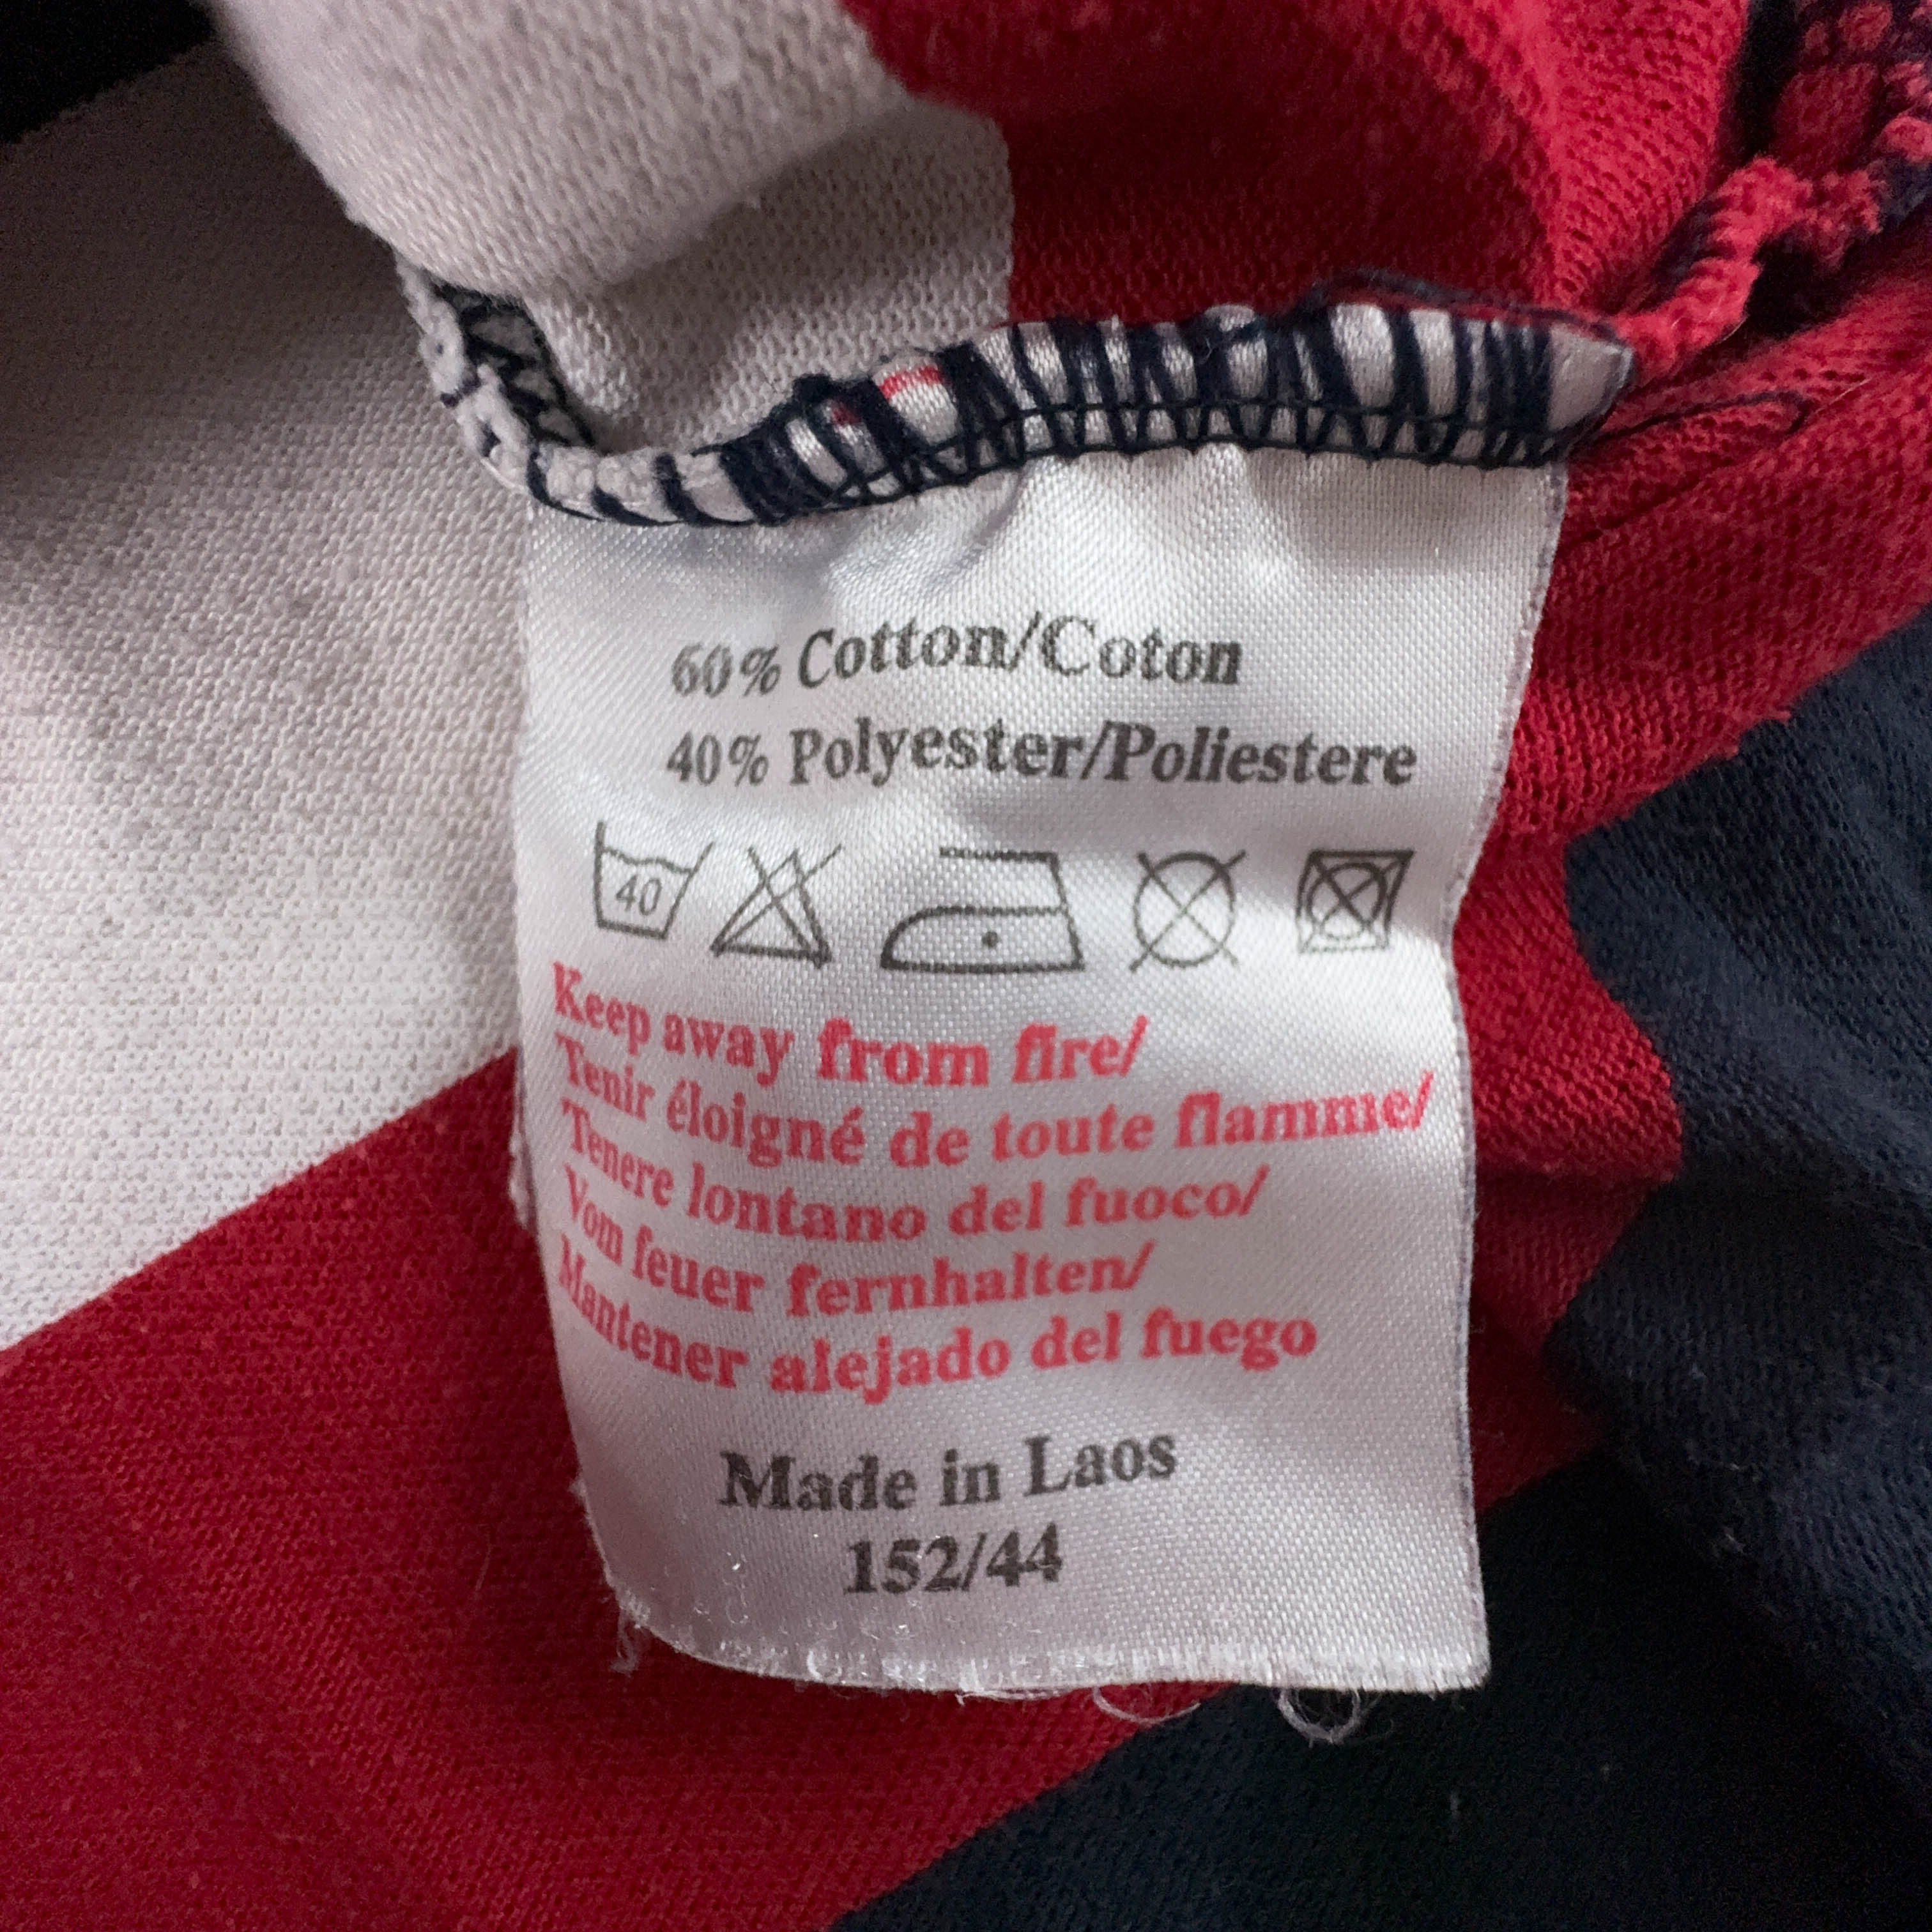 60% Cotton/Coton
40% Polyester/Poliestere
40
Keep away from fire/
Tenir éloigné de toute flamme/
Tenere lontano del fuoco/
Vom feuer fernhalten/
Mantener alejado del fuego
Made in Laos
152/44